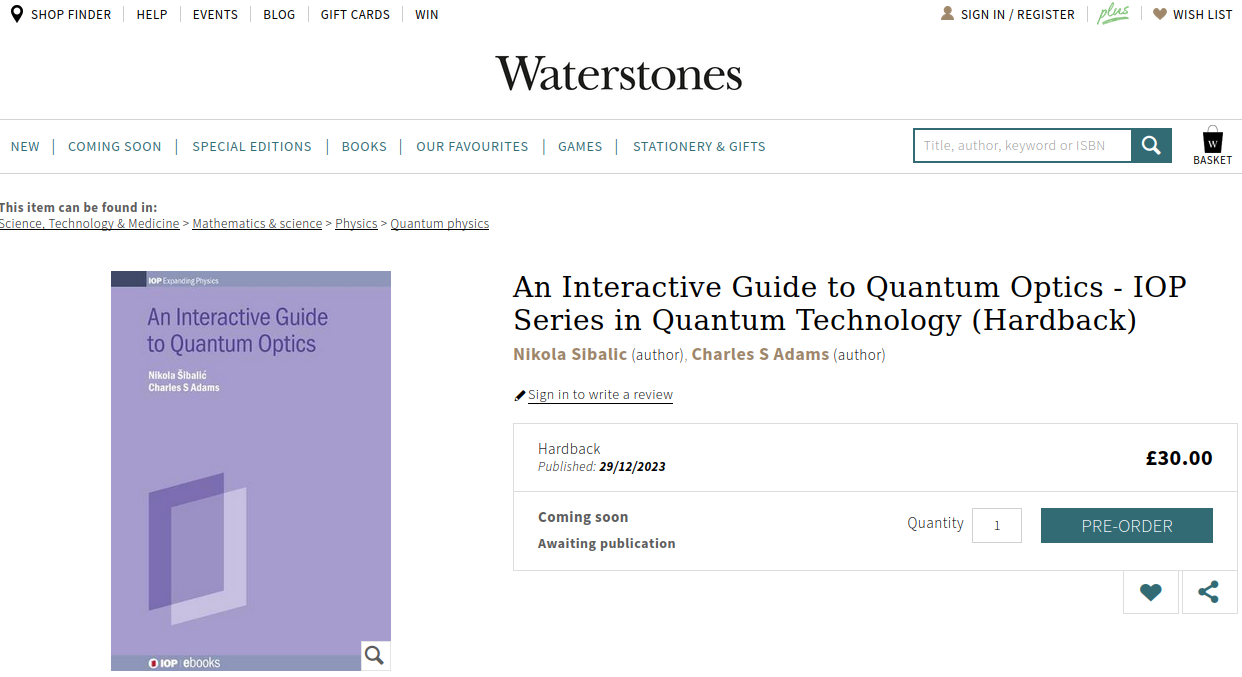 SHOP FINDER HELP EVENTS BLOG GIFT CARDS WIN SIGN IN / REGISTER plus WISH LIST
Waterstones
NEW COMING SOON SPECIAL EDITIONS BOOKS OUR FAVOURITES GAMES STATIONERY & GIFTS Title, author, keyword or ISBN W
BASKET
This item can be found in:
Science, Technology & Medicine > Mathematics & science > Physics > Quantum physics
IOP Expanding Physics
An Interactive Guide
to Quantum Optics
Nikola Šibalić
Charles S Adams
IOP | ebooks
An Interactive Guide to Quantum Optics - IOP
Series in Quantum Technology (Hardback)
Nikola Sibalic (author), Charles S Adams (author)
Sign in to write a review
Hardback
Published: 29/12/2023
£30.00
Coming soon
Awaiting publication
Quantity 1 PRE-ORDER